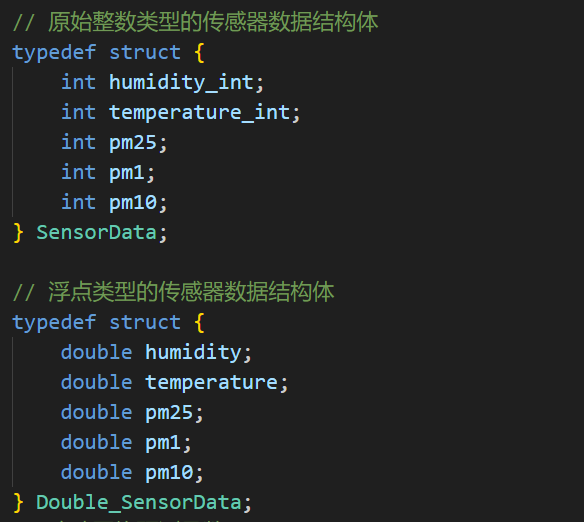 // 原始整数类型的传感器数据结构体
typedef struct {
    int humidity_int;
    int temperature_int;
    int pm25;
    int pm1;
    int pm10;
} SensorData;
// 浮点类型的传感器数据结构体
typedef struct {
    double humidity;
    double temperature;
    double pm25;
    double pm1;
    double pm10;
} Double_SensorData;